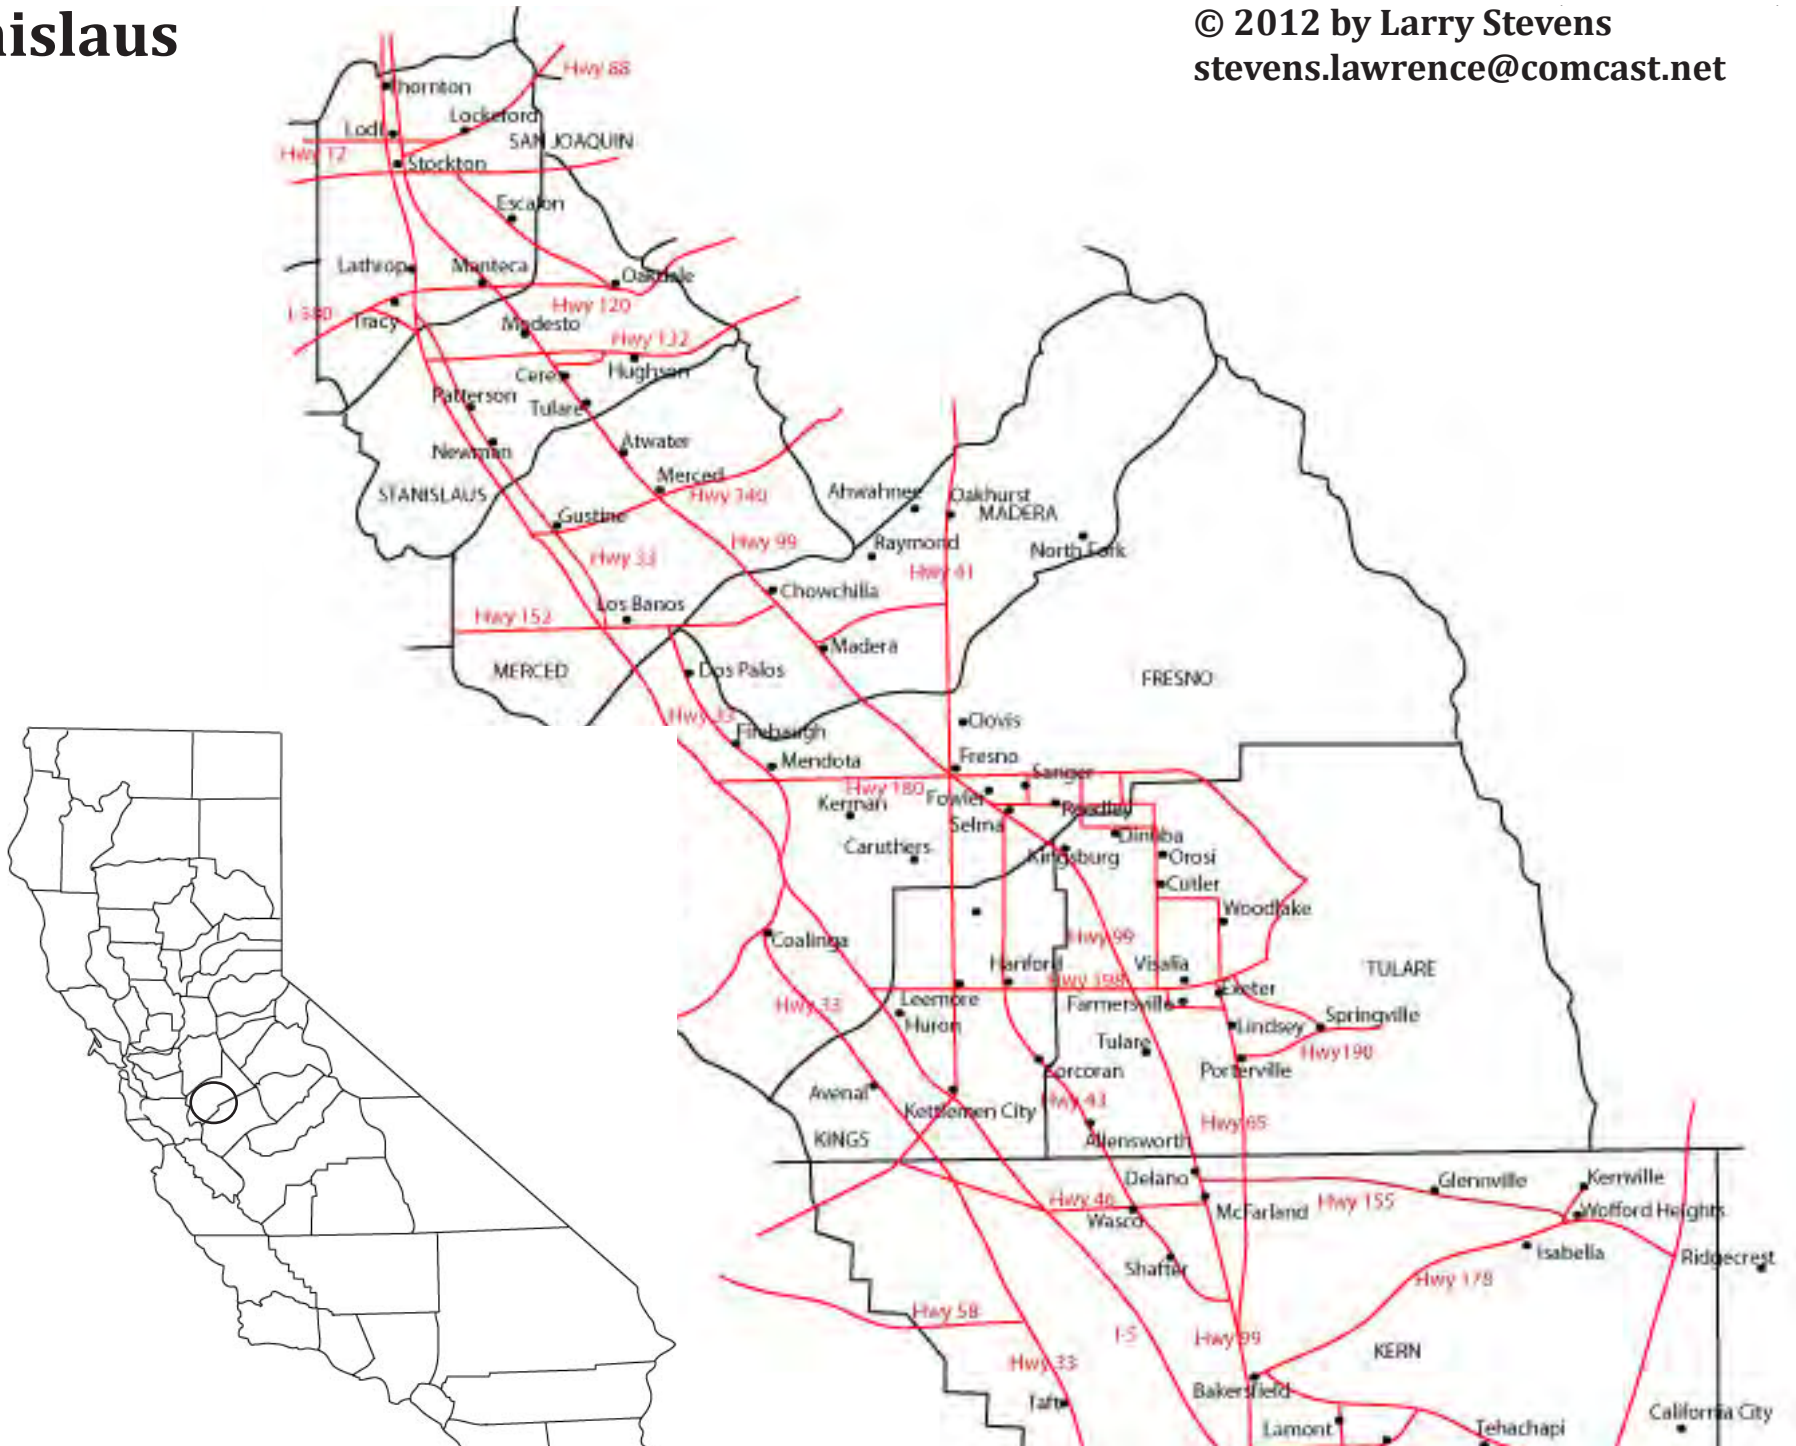 nislaus
© 2012 by Larry Stevens
stevens.lawrence@comcast.net
Hwy 88
Thornton
Lockeford
Lodi
SAN JOAQUIN
Hwy 12
Stockton
Escalon
Lathrop
Manteca
Oakdale
Hwy 120
Tracy
Modesto
Hwy 132
Hughson
Ceres
Patterson
Tulare
Newman
Atwater
Merced
STANISLAUS
Hwy 140
Ahwahnee
Oakhurst
MADERA
Gustine
Hwy 99
Raymond
North Fork
Hwy 33
Hwy 41
Chowchilla
Los Banos
Hwy 152
Madera
MERCED
Dos Palos
FRESNO
Hwy 33
Clovis
Firebaugh
Mendota
Fresno
Sanger
Hwy 180
Kerman
Fowler
Reedley
Selma
Dinuba
Caruthers
Kingsburg
Orosi
Cutler
Woodlake
Coalinga
Hwy 99
Hanford
Visalia
TULARE
Hwy 198
Exeter
Leemore
Farmersville
Hwy 33
Huron
Lindsey
Springville
Tulare
Hwy190
Corcoran
Porterville
Avenal
Kettlemen City
Hwy 43
Hwy 65
KINGS
Allensworth
Delano
Glennville
Kernville
Hwy 46
Hwy 155
Wasco
McFarland
Wofford Heights
Isabella
Ridgecrest
Shafter
Hwy 178
Hwy 58
I-5
Hwy 99
KERN
Hwy 33
Bakersfield
Taft
Lamont
Tehachapi
California City